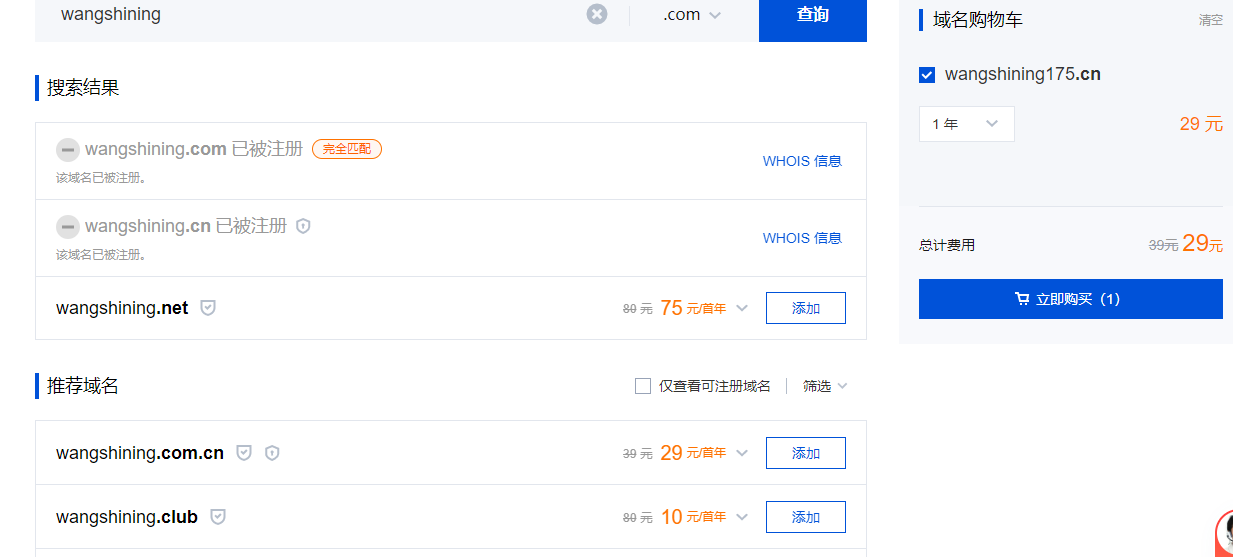 wangshining
.com
查询
搜索结果
wangshining.com 已被注册 完全匹配
该域名已被注册。
WHOIS 信息
wangshining.cn 已被注册
该域名已被注册。
WHOIS 信息
wangshining.net
80 元 75 元/首年
添加
推荐域名
仅查看可注册域名
筛选
wangshining.com.cn
39 元 29 元/首年
添加
wangshining.club
80 元 10 元/首年
添加
域名购物车
清空
wangshining175.cn
1 年
29 元
总计费用
39元 29元
立即购买（1）